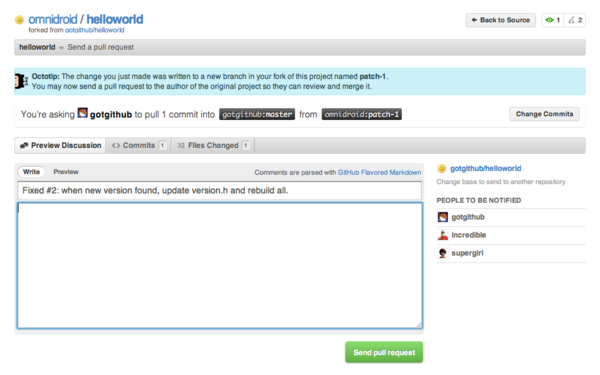 omnidroid / helloworld
forked from gotgithub/helloworld
Back to Source
1
2
helloworld
Send a pull request
Octotip: The change you just made was written to a new branch in your fork of this project named patch-1.
You may now send a pull request to the author of the original project so they can review and merge it.
You're asking gotgithub to pull 1 commit into gotgithub:master from omnidroid:patch-1
Change Commits
Preview Discussion
<> Commits 1
Files Changed 1
Write
Preview
Comments are parsed with GitHub Flavored Markdown
Fixed #2: when new version found, update version.h and rebuild all.
gotgithub/helloworld
Change base to send to another repository
PEOPLE TO BE NOTIFIED
gotgithub
incredible
supergirl
Send pull request